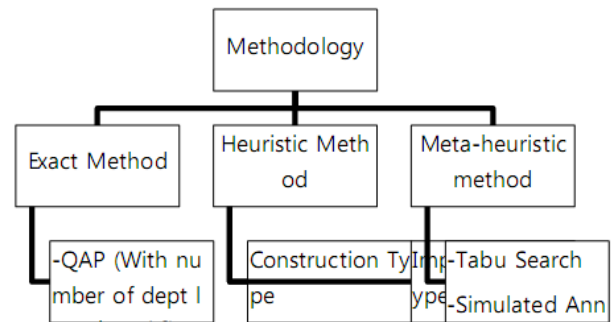 Methodology
Exact Method
Heuristic Meth
od
Meta-heuristic
method
-QAP (With nu
mber of dept l
Construction Ty
pe
Imp
ype
-Tabu Search
-Simulated Ann